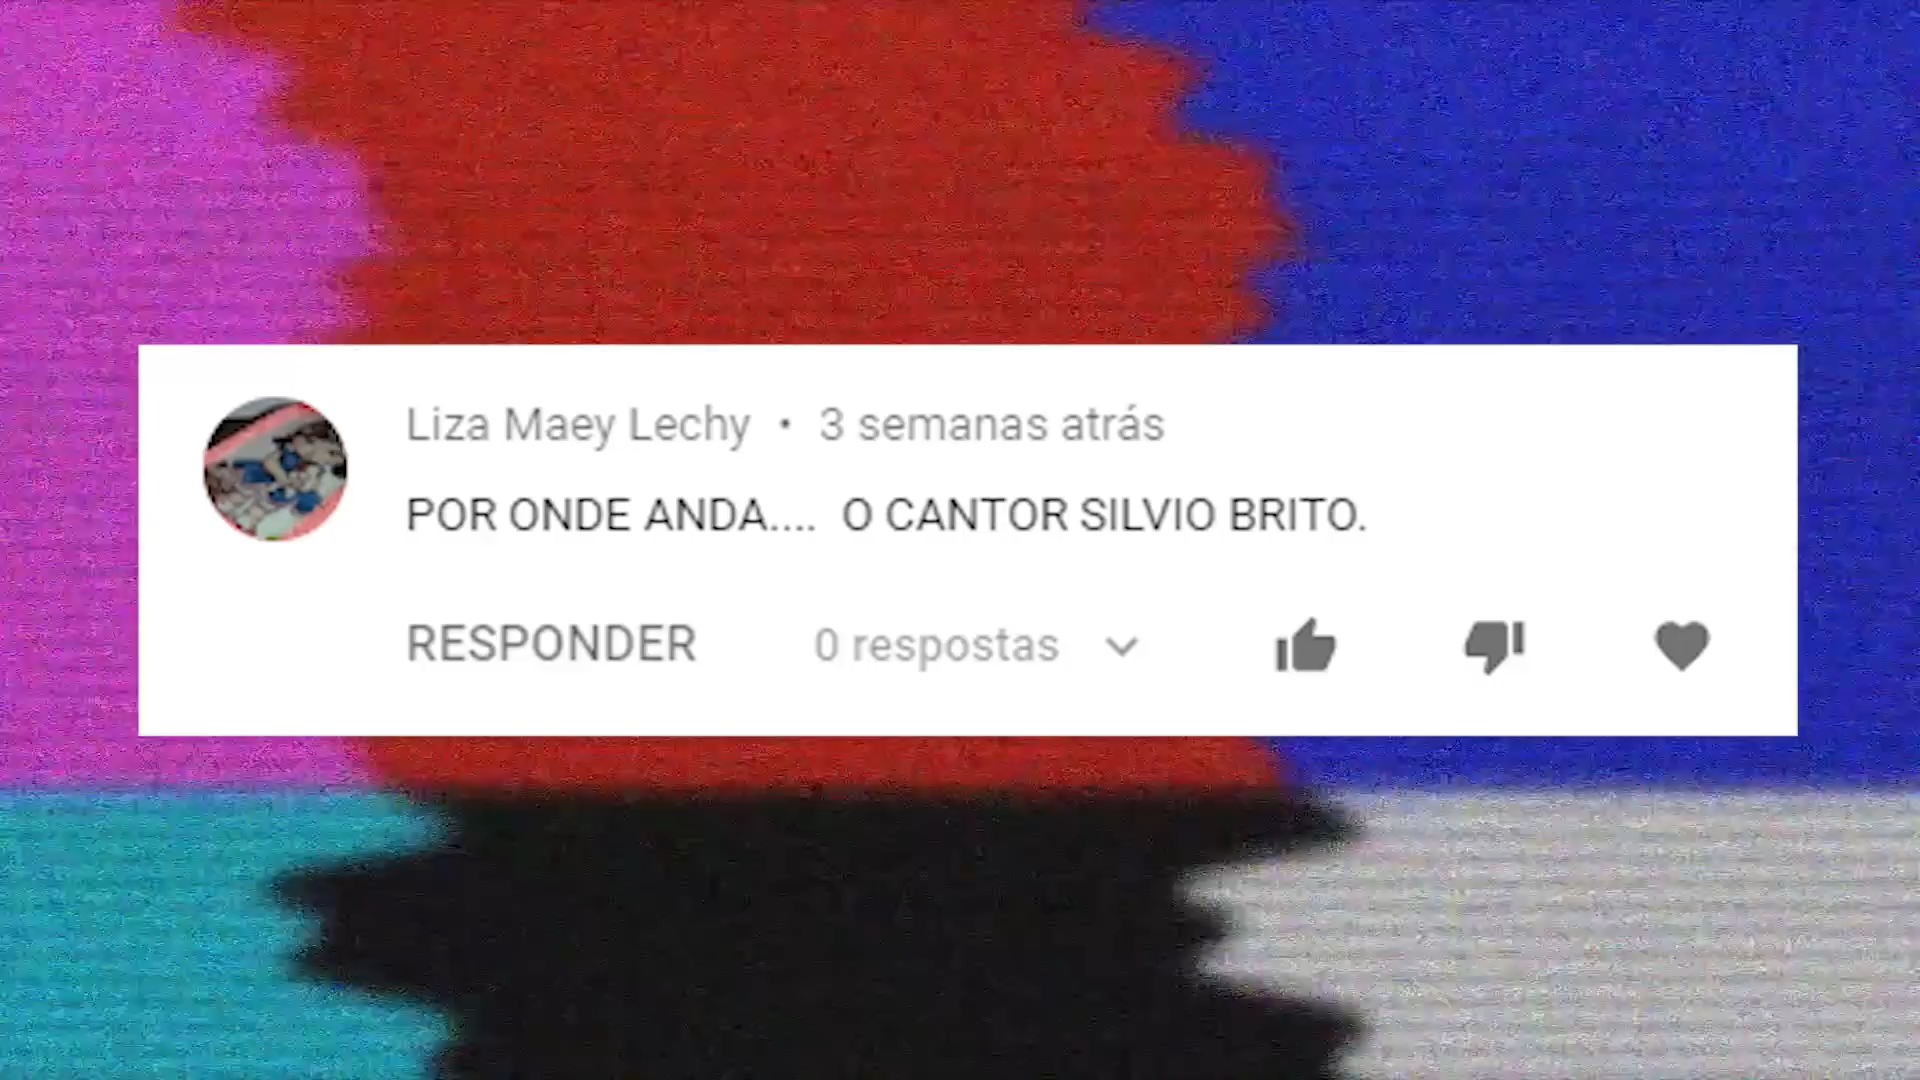 Liza Maey Lechy • 3 semanas atrás
POR ONDE ANDA.... O CANTOR SILVIO BRITO.
RESPONDER 0 respostas